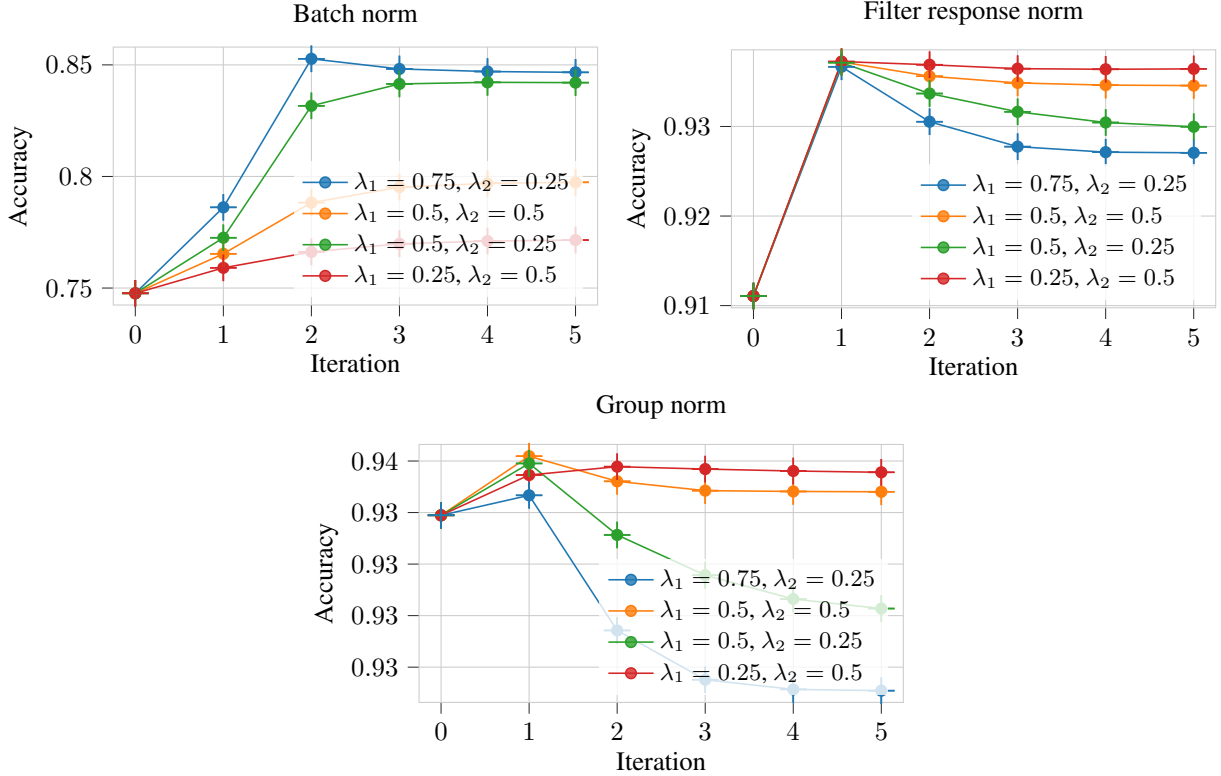 Batch norm
Accuracy
0.85
0.8
0.75
λ₁ = 0.75, λ₂ = 0.25
λ₁ = 0.5, λ₂ = 0.5
λ₁ = 0.5, λ₂ = 0.25
λ₁ = 0.25, λ₂ = 0.5
0 1 2 3 4 5
Iteration
Filter response norm
Accuracy
0.93
0.92
0.91
λ₁ = 0.75, λ₂ = 0.25
λ₁ = 0.5, λ₂ = 0.5
λ₁ = 0.5, λ₂ = 0.25
λ₁ = 0.25, λ₂ = 0.5
0 1 2 3 4 5
Iteration
Group norm
Accuracy
0.94
0.93
0.93
0.93
0.93
λ₁ = 0.75, λ₂ = 0.25
λ₁ = 0.5, λ₂ = 0.5
λ₁ = 0.5, λ₂ = 0.25
λ₁ = 0.25, λ₂ = 0.5
0 1 2 3 4 5
Iteration